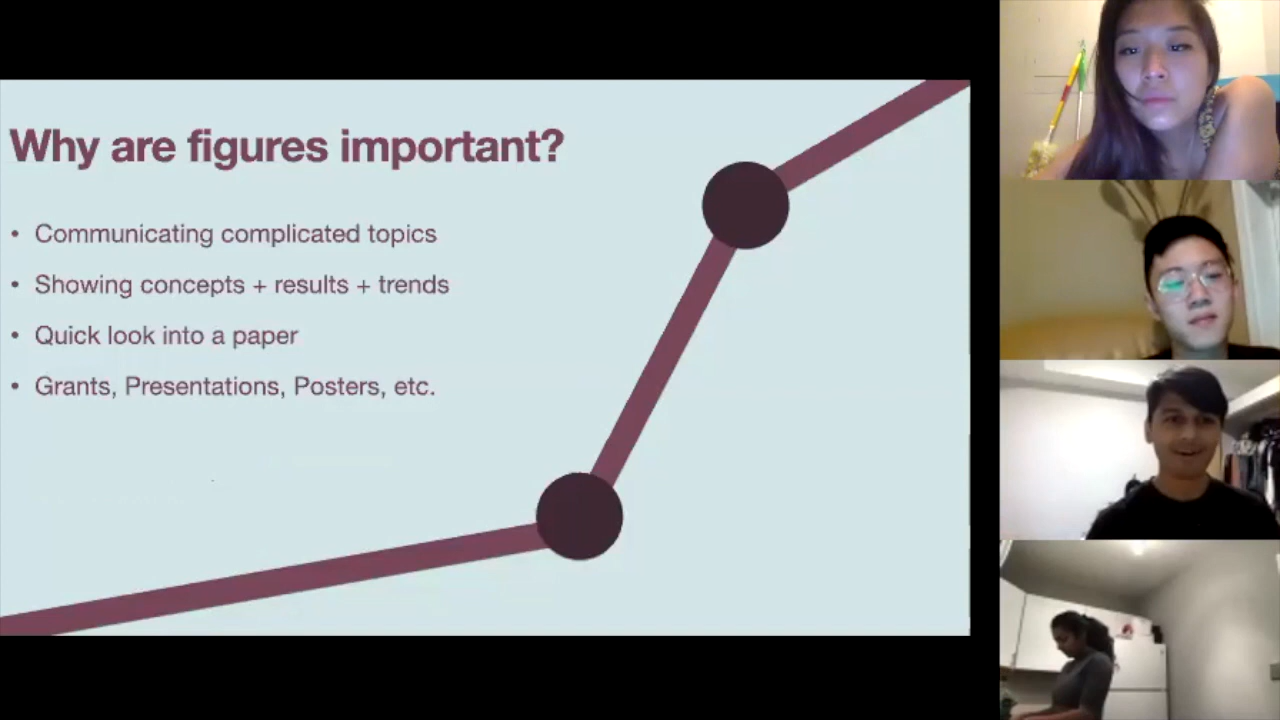 Why are figures important?
• Communicating complicated topics
• Showing concepts + results + trends
• Quick look into a paper
• Grants, Presentations, Posters, etc.